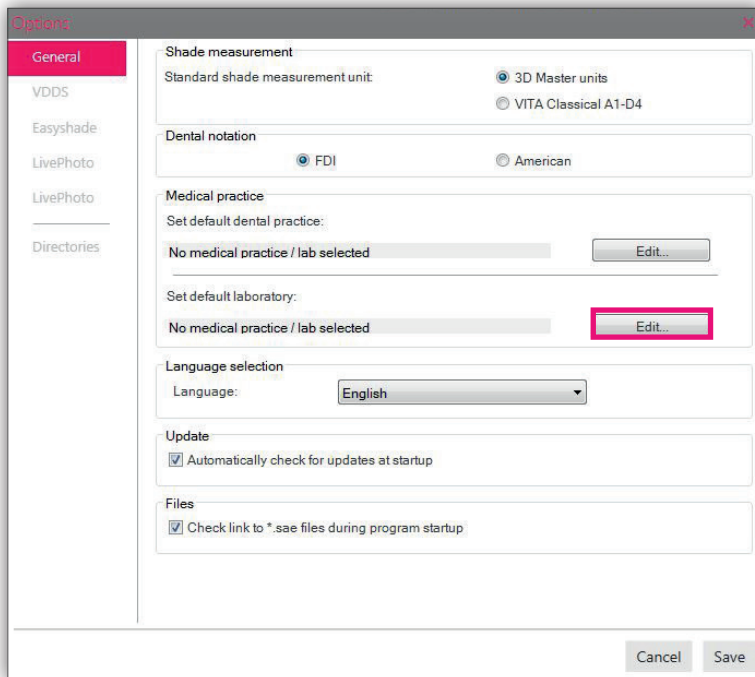 Options
General
VDDS
Easyshade
LivePhoto
LivePhoto
Directories
Shade measurement
Standard shade measurement unit:
3D Master units
VITA Classical A1-D4
Dental notation
FDI
American
Medical practice
Set default dental practice:
No medical practice / lab selected
Edit...
Set default laboratory:
No medical practice / lab selected
Edit...
Language selection
Language:
English
Update
Automatically check for updates at startup
Files
Check link to *.sae files during program startup
Cancel
Save